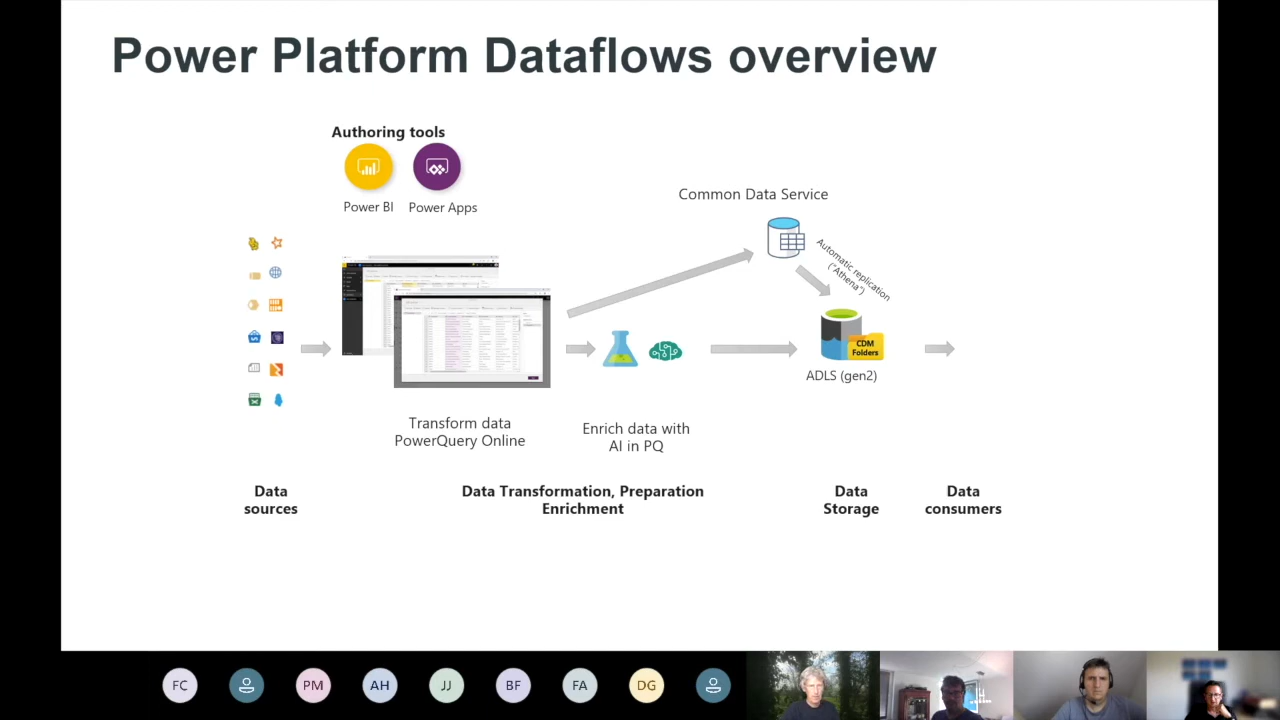 Power Platform Dataflows overview
Authoring tools
Power BI
Power Apps
Common Data Service
Automatic replication
("Athena")
CDM
Folders
ADLS (gen2)
Transform data
PowerQuery Online
Enrich data with
AI in PQ
Data
sources
Data Transformation, Preparation
Enrichment
Data
Storage
Data
consumers
FC
PM
AH
JJ
BF
FA
DG